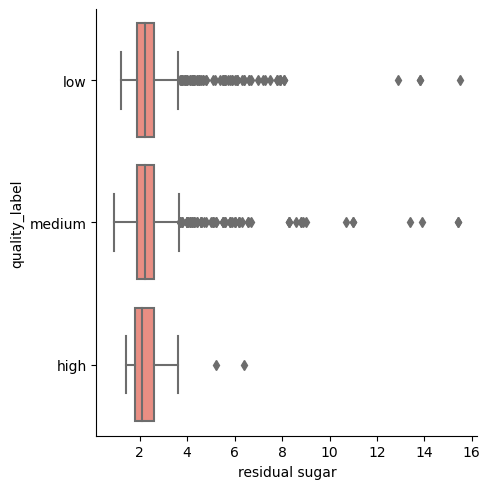 quality_label
low
medium
high
2 4 6 8 10 12 14 16
residual sugar